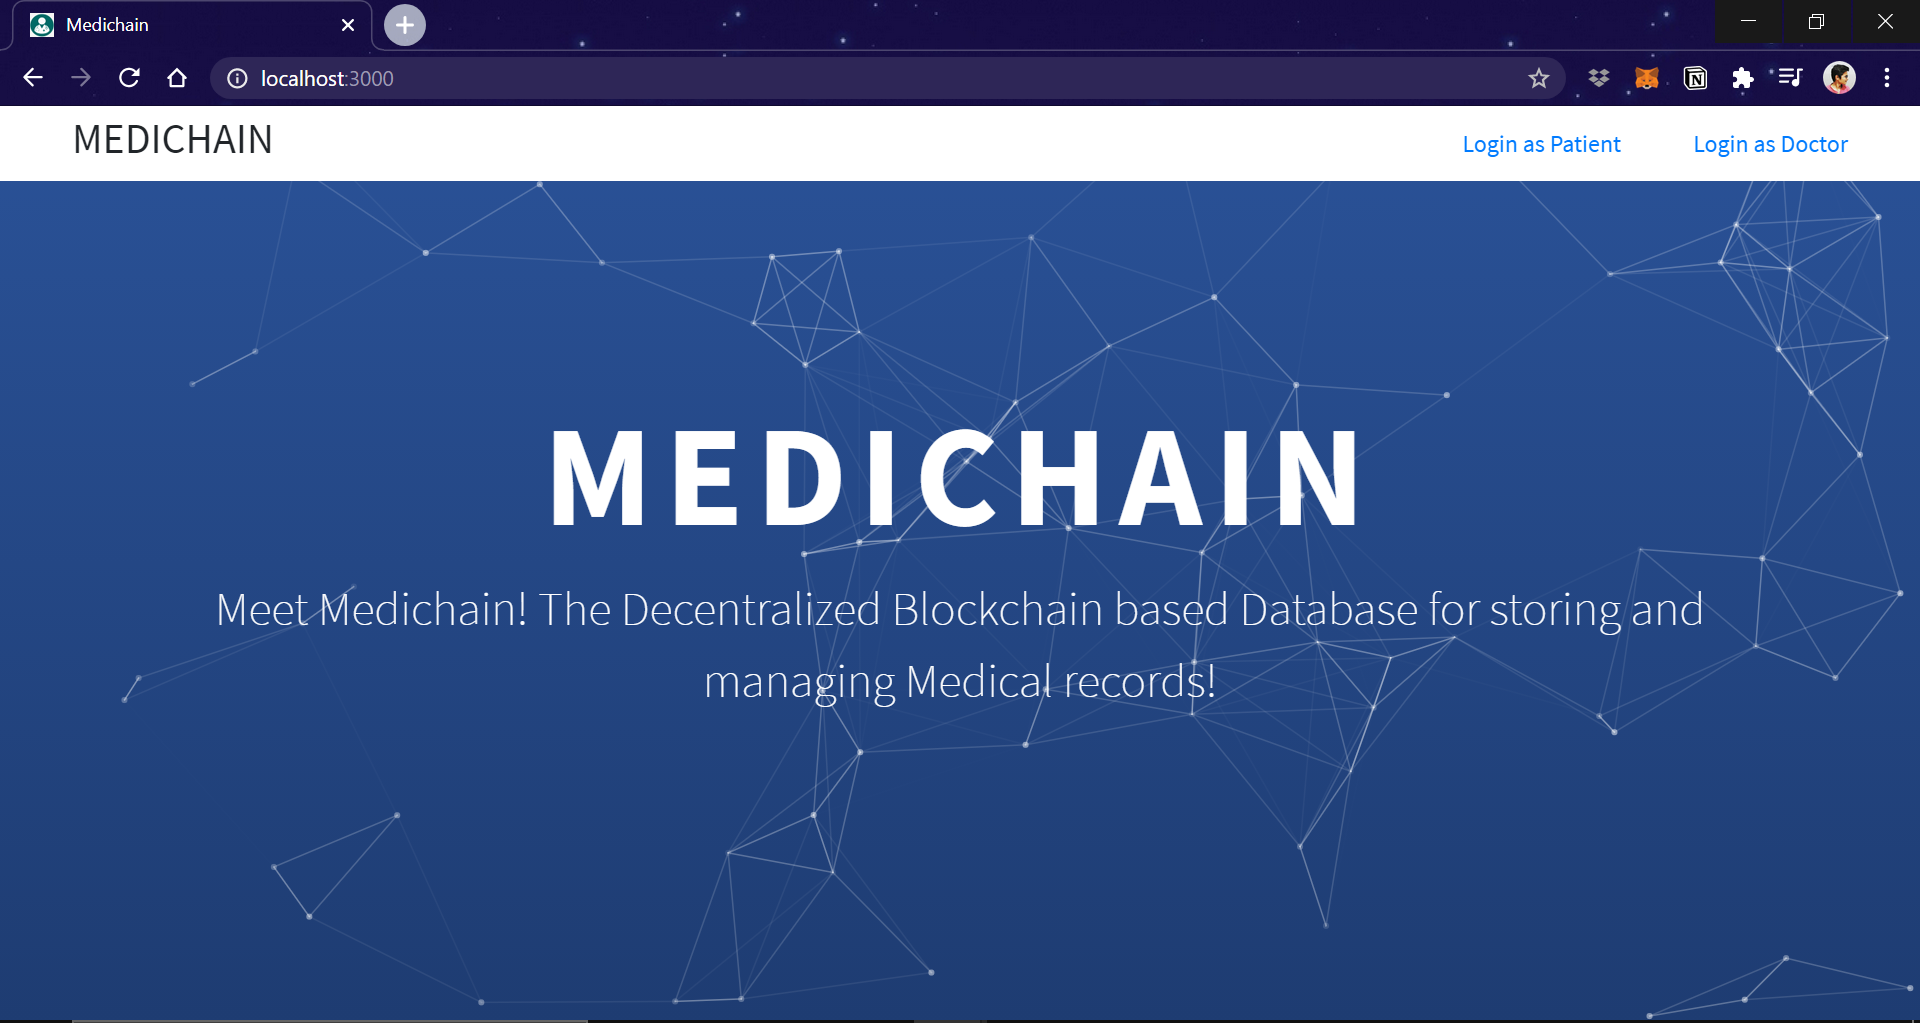 Medichain
localhost:3000
MEDICHAIN
Login as Patient
Login as Doctor
MEDICHAIN
Meet Medichain! The Decentralized Blockchain based Database for storing and
managing Medical records!